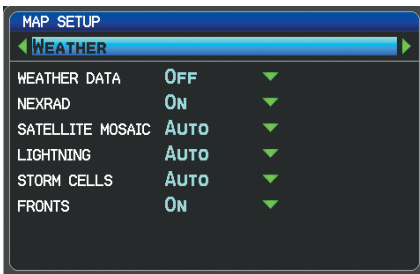 MAP SETUP
WEATHER
WEATHER DATA OFF
NEXRAD ON
SATELLITE MOSAIC AUTO
LIGHTNING AUTO
STORM CELLS AUTO
FRONTS ON